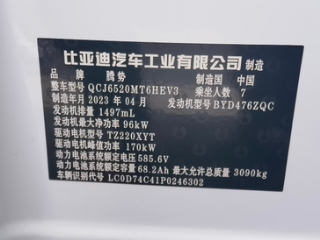 比亚迪汽车工业有限公司 制造
品 牌 腾势 制造国 中国
整车型号 QCJ6520MT6HEV3 乘坐人数 7
制造年月 2023 年 04 月 发动机型号 BYD476ZQC
发动机排量 1497mL
发动机最大净功率 96kW
驱动电机型号 TZ220XYT
驱动电机峰值功率 170kW
动力电池系统额定电压 585.6V
动力电池系统额定容量 68.2Ah 最大允许总质量 3090kg
车辆识别代号 LC0D74C41P0246302